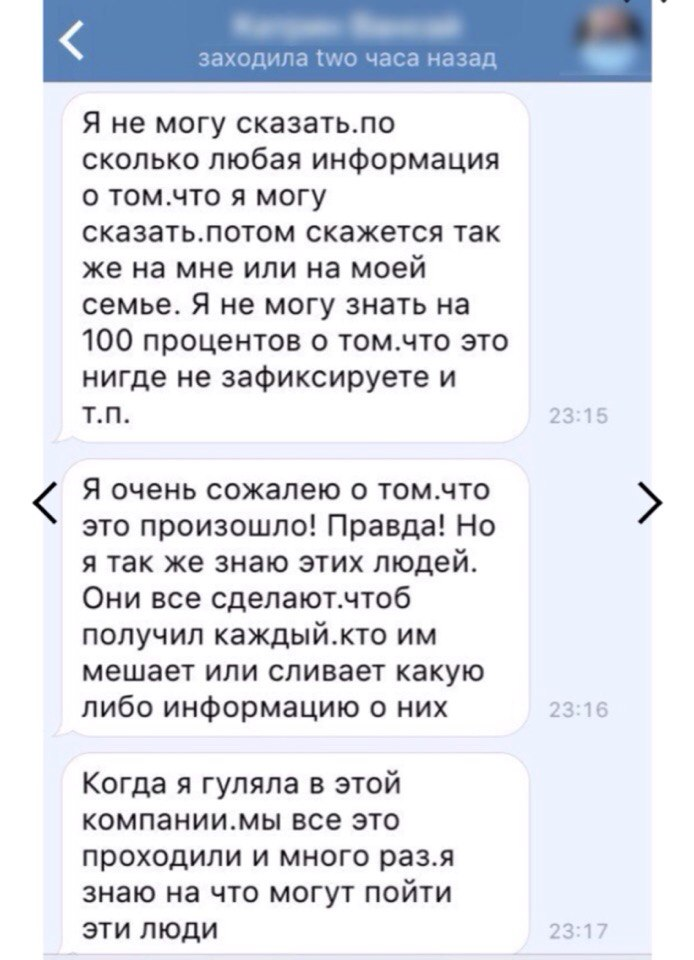 заходила two часа назад
Я не могу сказать.по
сколько любая информация
о том.что я могу
сказать.потом скажется так
же на мне или на моей
семье. Я не могу знать на
100 процентов о том.что это
нигде не зафиксируете и
т.п.
23:15
Я очень сожалею о том.что
это произошло! Правда! Но
я так же знаю этих людей.
Они все сделают.чтоб
получил каждый.кто им
мешает или сливает какую
либо информацию о них
23:16
Когда я гуляла в этой
компании.мы все это
проходили и много раз.я
знаю на что могут пойти
эти люди
23:17